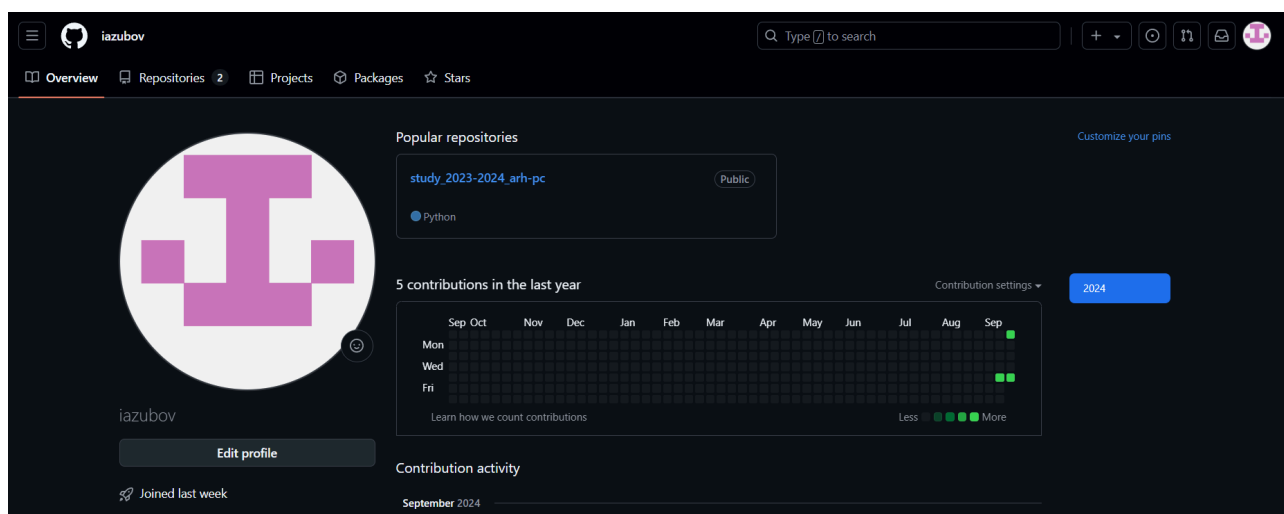 iazubov
Type / to search
Overview Repositories 2 Projects Packages Stars
Popular repositories
Customize your pins
study_2023-2024_arh-pc Public
Python
5 contributions in the last year
Contribution settings
2024
Sep Oct Nov Dec Jan Feb Mar Apr May Jun Jul Aug Sep
Mon
Wed
Fri
Learn how we count contributions
Less More
iazubov
Edit profile
Joined last week
Contribution activity
September 2024